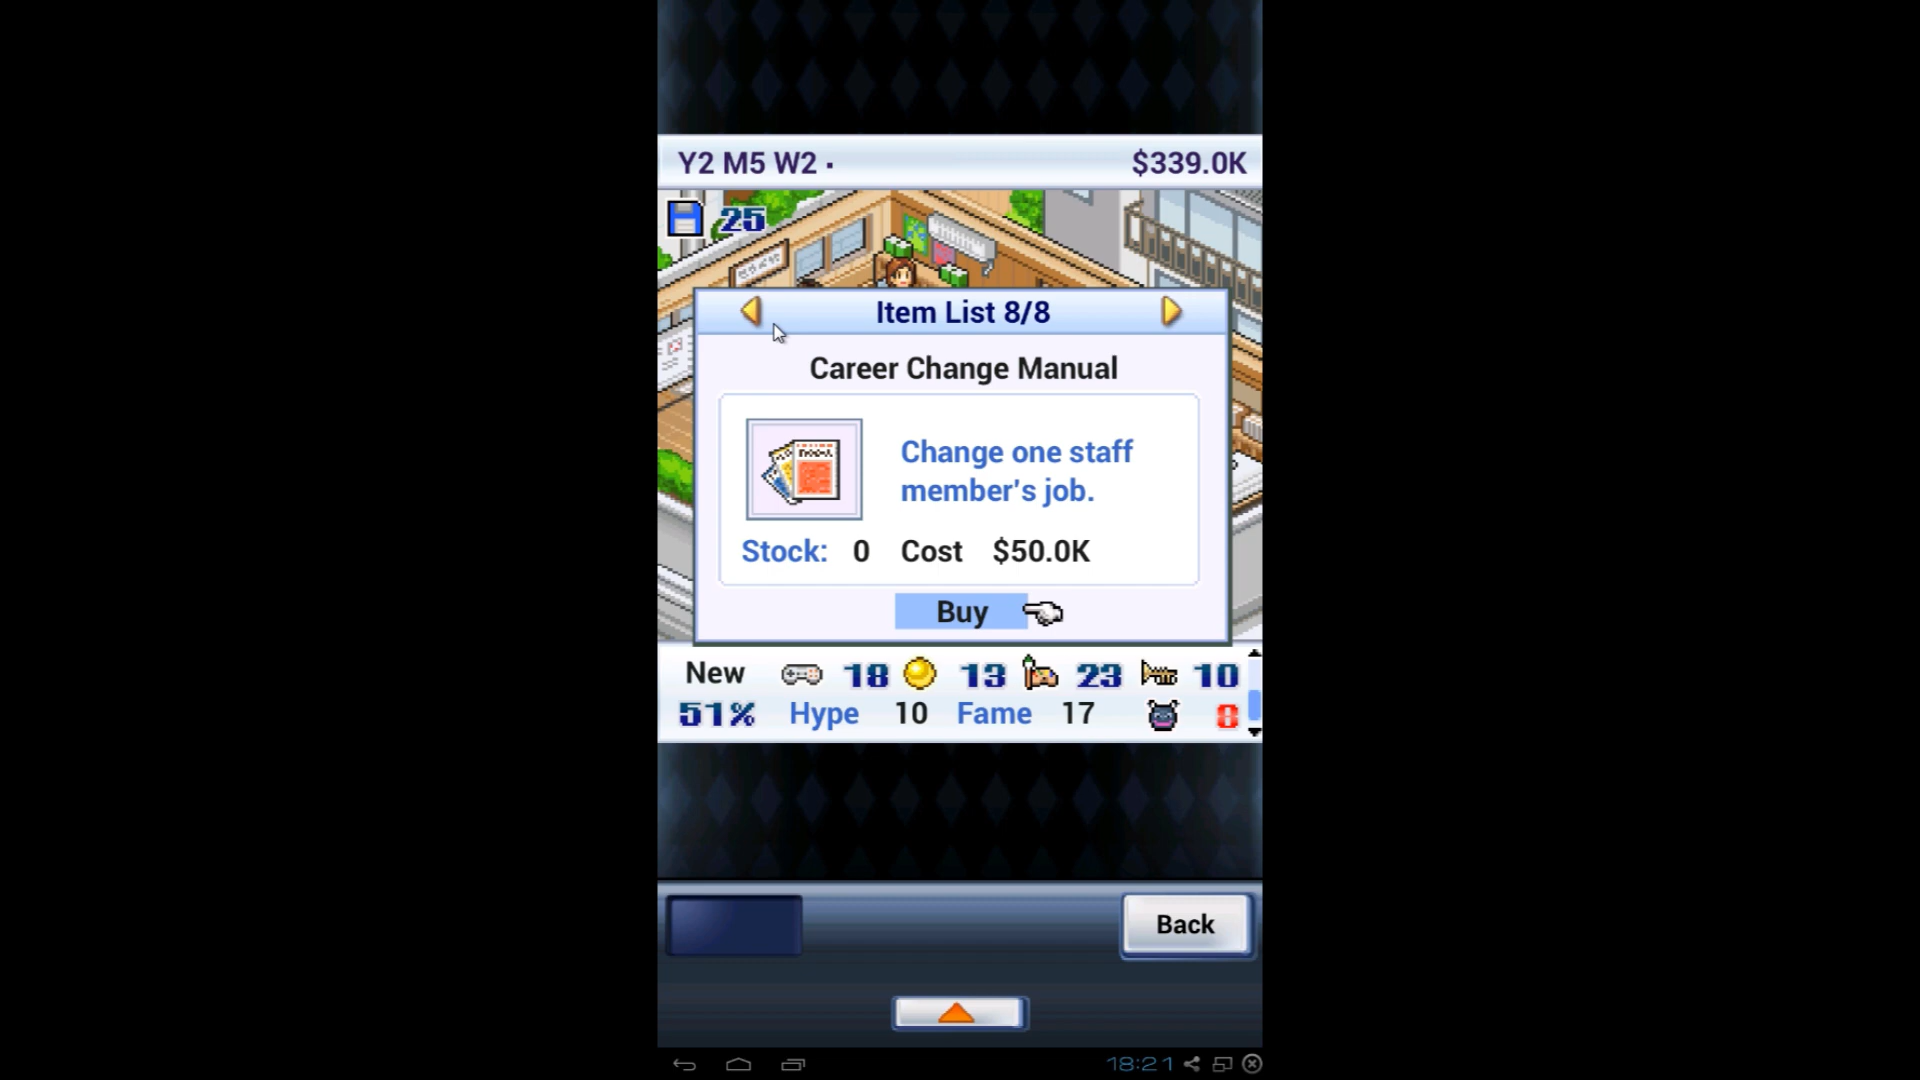 Y2 M5 W2 · $339.0K
25
Item List 8/8
Career Change Manual
Change one staff
member's job.
Stock: 0 Cost $50.0K
Buy
New 18 13 23 10
51% Hype 10 Fame 17 8
Back
18:21